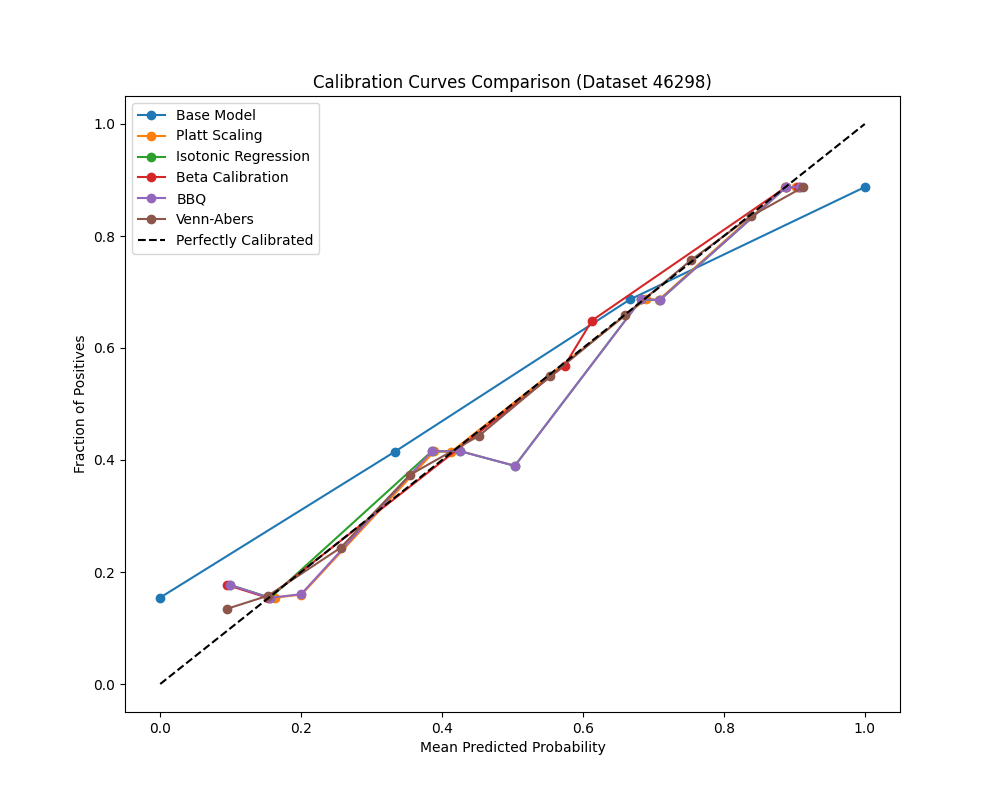 Calibration Curves Comparison (Dataset 46298)
Base Model
Platt Scaling
Isotonic Regression
Beta Calibration
BBQ
Venn-Abers
Perfectly Calibrated
Fraction of Positives
1.0
0.8
0.6
0.4
0.2
0.0
0.0 0.2 0.4 0.6 0.8 1.0
Mean Predicted Probability